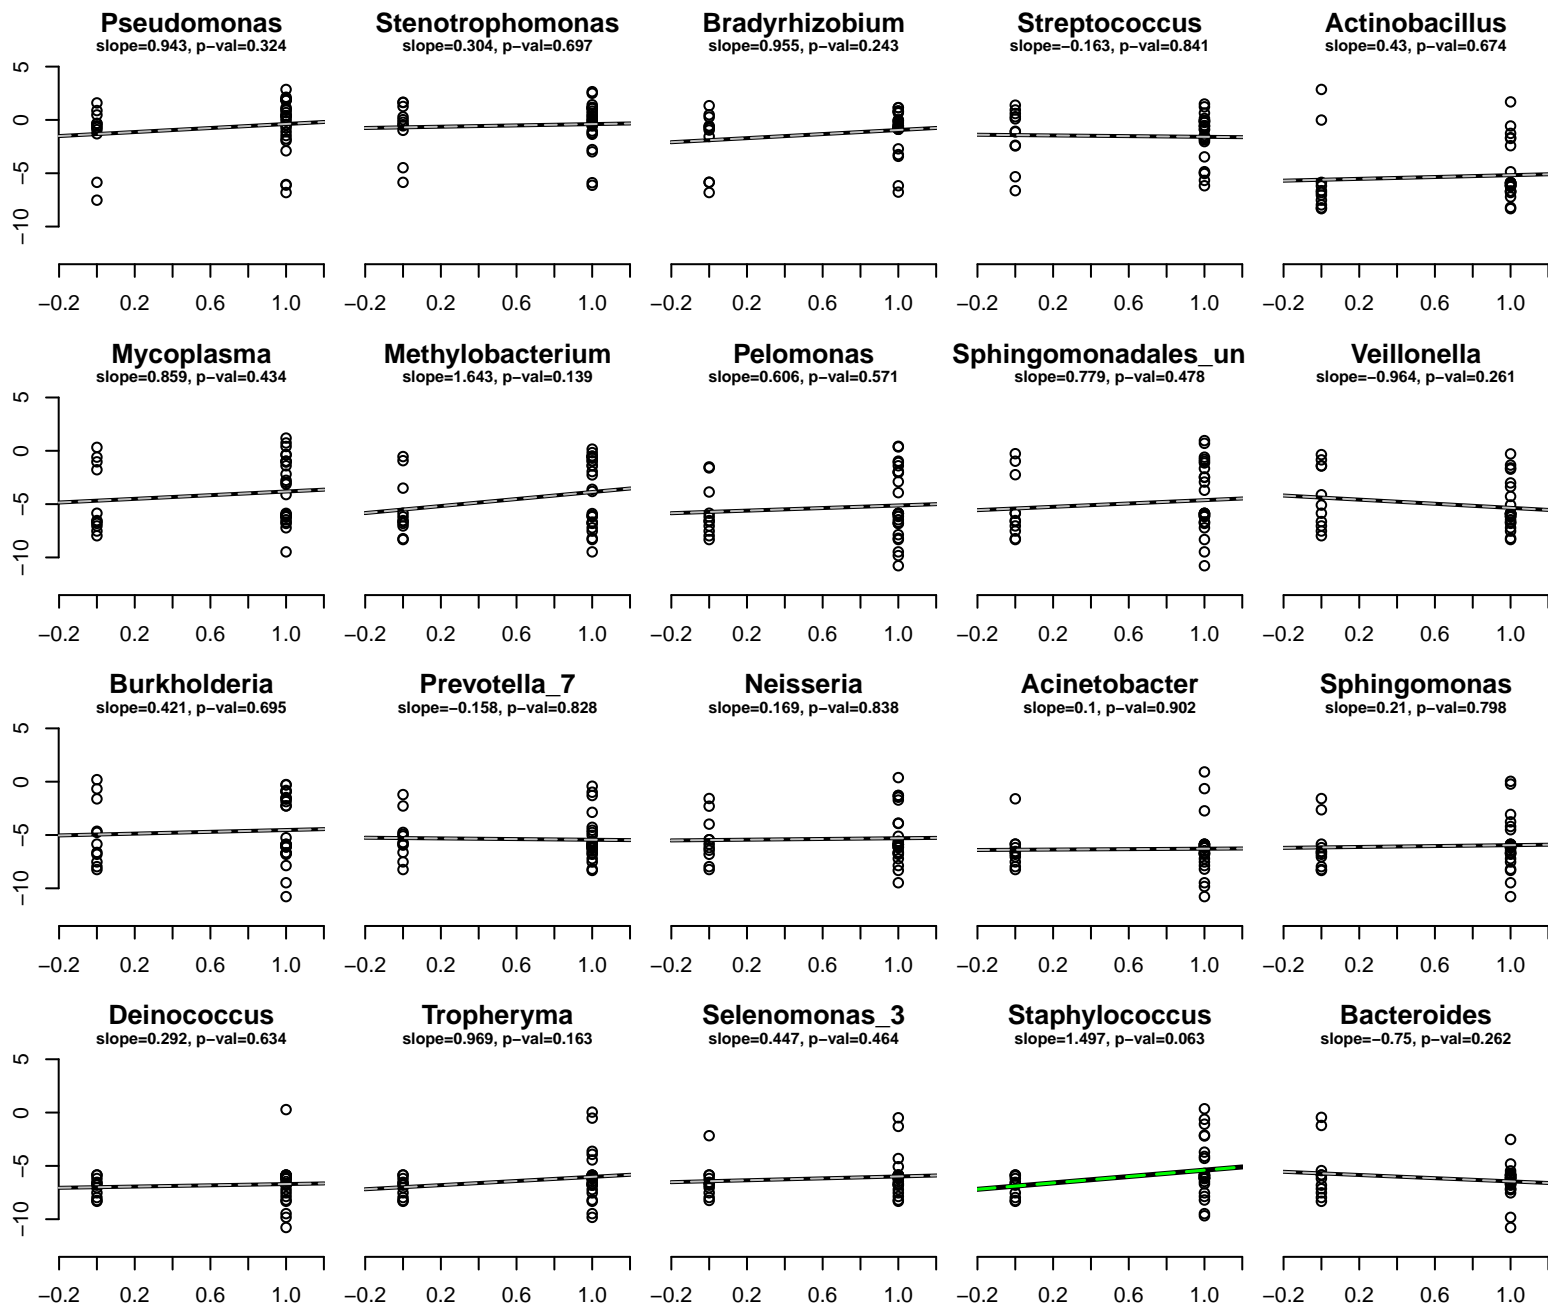 Pseudomonas Stenotrophomonas Bradyrhizobium Streptococcus Actinobacillus
slope=0.943, p−val=0.324 slope=0.304, p−val=0.697 slope=0.955, p−val=0.243 slope=−0.163, p−val=0.841 slope=0.43, p−val=0.674
5
0
−5
−10
−0.2 0.2 0.6 1.0 −0.2 0.2 0.6 1.0 −0.2 0.2 0.6 1.0 −0.2 0.2 0.6 1.0 −0.2 0.2 0.6 1.0
Mycoplasma Methylobacterium Pelomonas Sphingomonadales_un Veillonella
slope=0.859, p−val=0.434 slope=1.643, p−val=0.139 slope=0.606, p−val=0.571 slope=0.779, p−val=0.478 slope=−0.964, p−val=0.261
5
0
−5
−10
−0.2 0.2 0.6 1.0 −0.2 0.2 0.6 1.0 −0.2 0.2 0.6 1.0 −0.2 0.2 0.6 1.0 −0.2 0.2 0.6 1.0
Burkholderia Prevotella_7 Neisseria Acinetobacter Sphingomonas
slope=0.421, p−val=0.695 slope=−0.158, p−val=0.828 slope=0.169, p−val=0.838 slope=0.1, p−val=0.902 slope=0.21, p−val=0.798
5
0
−5
−10
−0.2 0.2 0.6 1.0 −0.2 0.2 0.6 1.0 −0.2 0.2 0.6 1.0 −0.2 0.2 0.6 1.0 −0.2 0.2 0.6 1.0
Deinococcus Tropheryma Selenomonas_3 Staphylococcus Bacteroides
slope=0.292, p−val=0.634 slope=0.969, p−val=0.163 slope=0.447, p−val=0.464 slope=1.497, p−val=0.063 slope=−0.75, p−val=0.262
5
0
−5
−10
−0.2 0.2 0.6 1.0 −0.2 0.2 0.6 1.0 −0.2 0.2 0.6 1.0 −0.2 0.2 0.6 1.0 −0.2 0.2 0.6 1.0